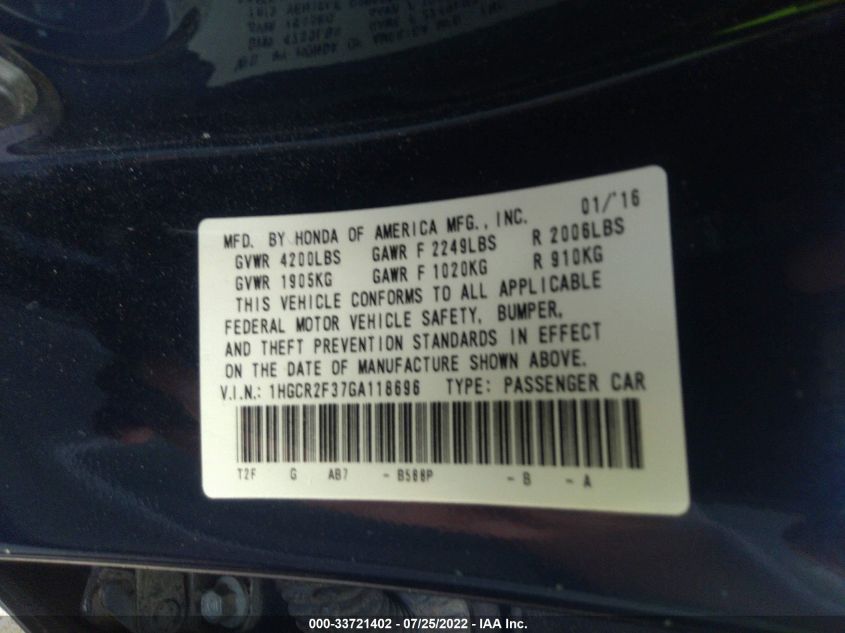 MFD. BY HONDA OF AMERICA MFG., INC. 01/'16
GVWR 4200LBS GAWR F 2249LBS R 2006LBS
GVWR 1905KG GAWR F 1020KG R 910KG
THIS VEHICLE CONFORMS TO ALL APPLICABLE
FEDERAL MOTOR VEHICLE SAFETY, BUMPER,
AND THEFT PREVENTION STANDARDS IN EFFECT
ON THE DATE OF MANUFACTURE SHOWN ABOVE.
V.I.N.: 1HGCR2F37GA118696 TYPE: PASSENGER CAR
T2F G AB7 - B588P - B - A
000-33721402 - 07/25/2022 - IAA Inc.